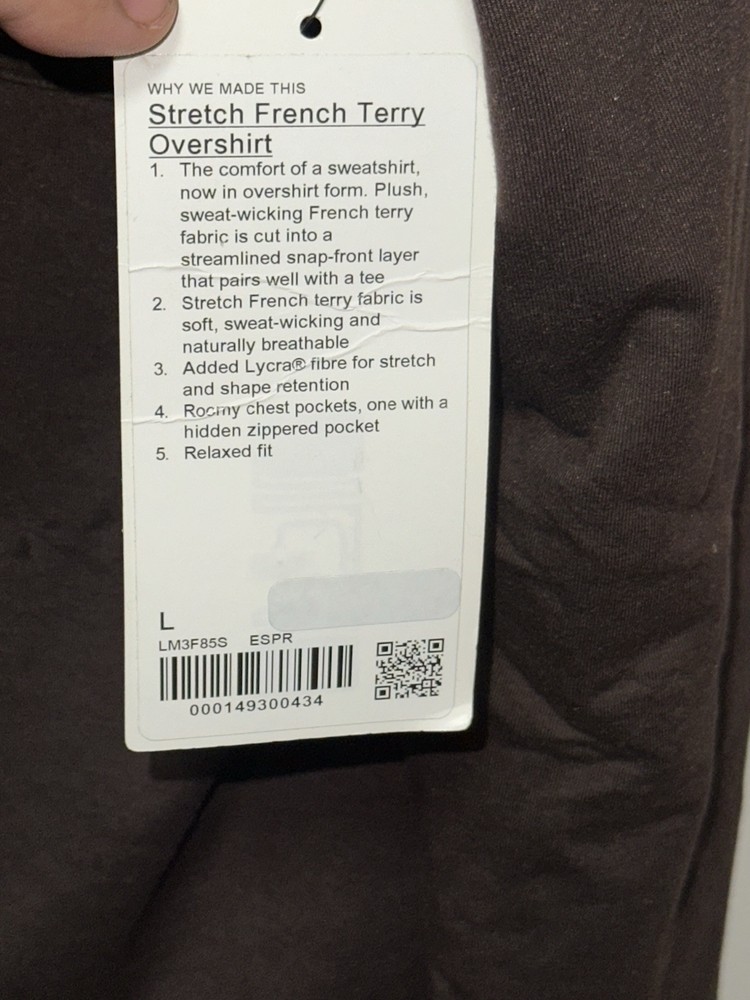 WHY WE MADE THIS
Stretch French Terry
Overshirt
1. The comfort of a sweatshirt,
now in overshirt form. Plush,
sweat-wicking French terry
fabric is cut into a
streamlined snap-front layer
that pairs well with a tee
2. Stretch French terry fabric is
soft, sweat-wicking and
naturally breathable
3. Added Lycra® fibre for stretch
and shape retention
4. Roomy chest pockets, one with a
hidden zippered pocket
5. Relaxed fit
L
LM3F85S ESPR
000149300434